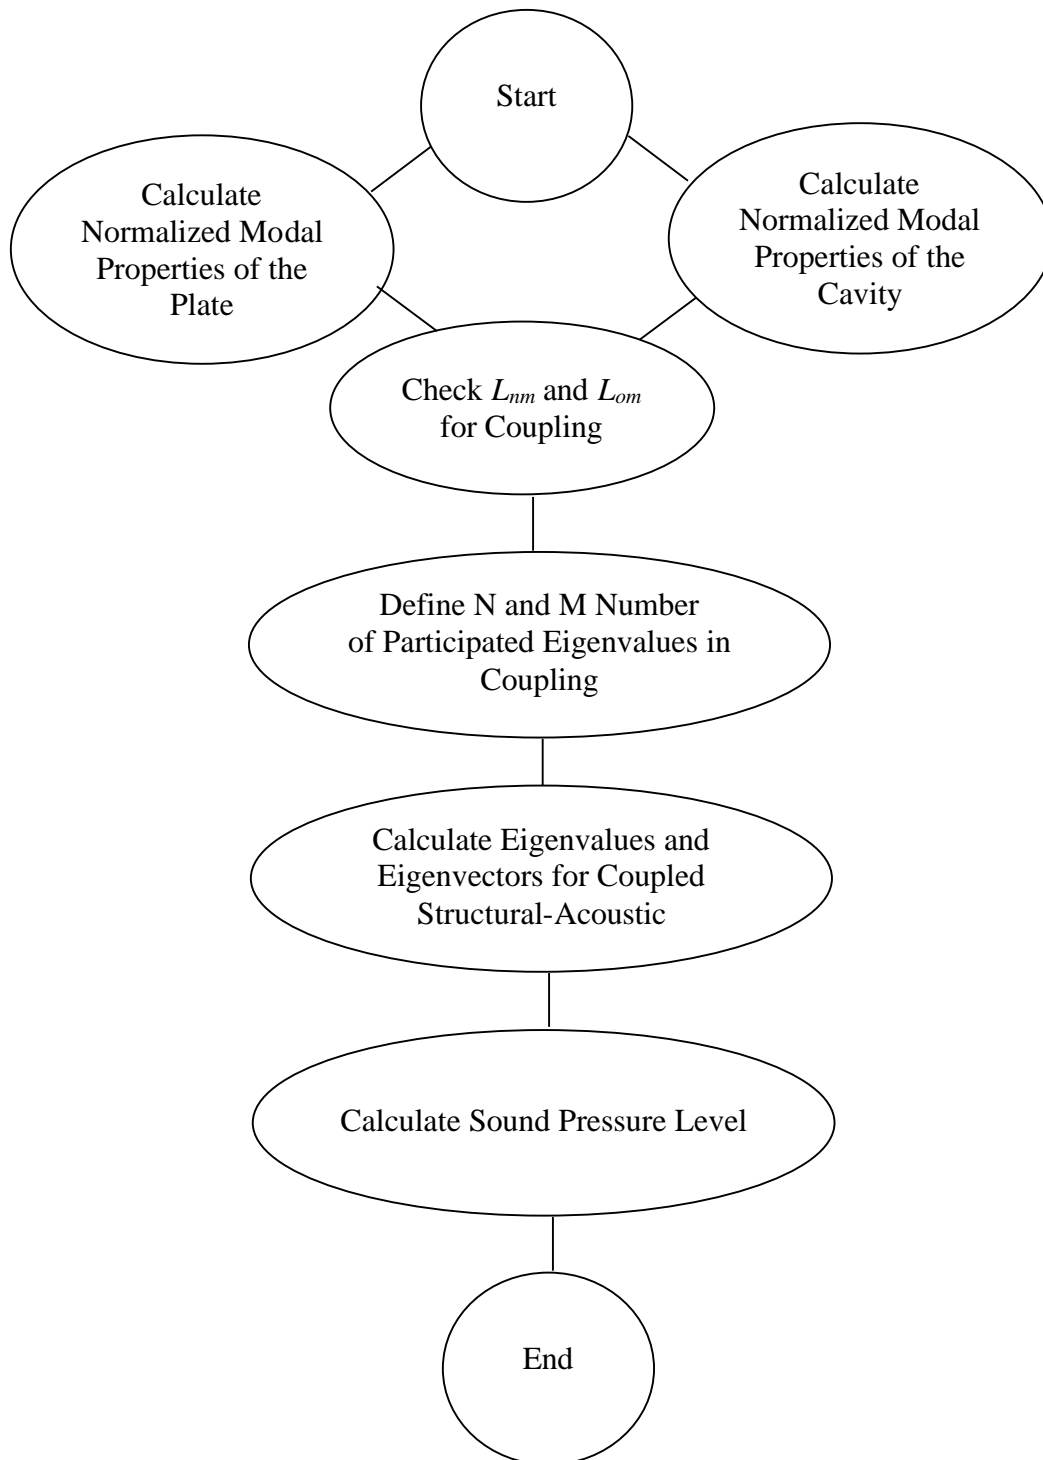 Start
Calculate
Normalized Modal
Properties of the
Plate
Calculate
Normalized Modal
Properties of the
Cavity
Check Lnm and Lom
for Coupling
Define N and M Number
of Participated Eigenvalues in
Coupling
Calculate Eigenvalues and
Eigenvectors for Coupled
Structural-Acoustic
Calculate Sound Pressure Level
End